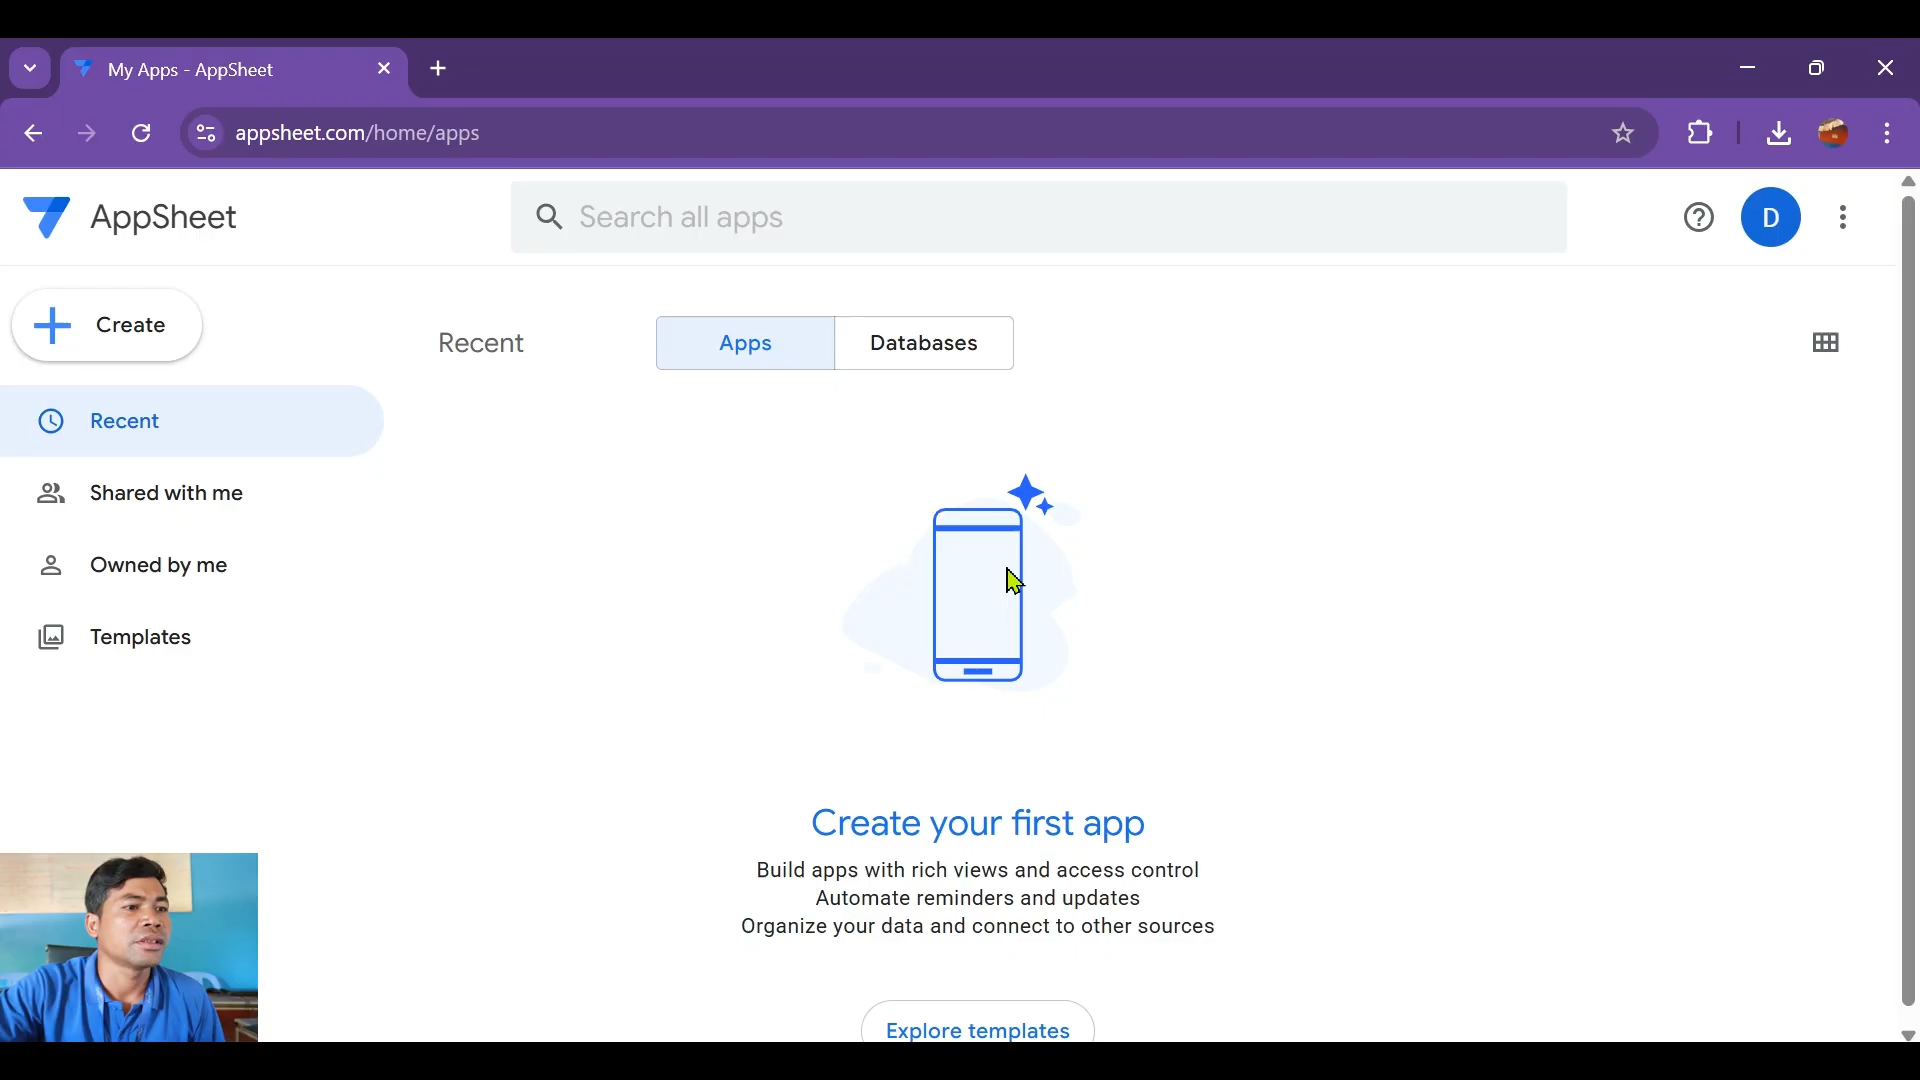 My Apps - AppSheet
appsheet.com/home/apps
AppSheet
Search all apps
D
Create
Recent
Apps
Databases
Recent
Shared with me
Owned by me
Templates
Create your first app
Build apps with rich views and access control
Automate reminders and updates
Organize your data and connect to other sources
Explore templates